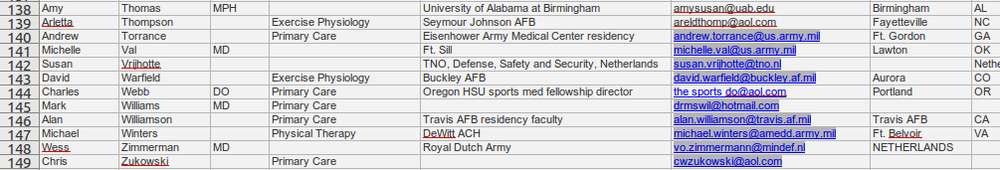 138 Amy Thomas MPH University of Alabama at Birmingham amysusan@uab.edu Birmingham AL
139 Arletta Thompson Exercise Physiology Seymour Johnson AFB areldthomp@aol.com Fayetteville NC
140 Andrew Torrance Primary Care Eisenhower Army Medical Center residency andrew.torrance@us.army.mil Ft. Gordon GA
141 Michelle Val MD Ft. Sill michelle.val@us.army.mil Lawton OK
142 Susan Vrijhotte TNO, Defense, Safety and Security, Netherlands susan.vrijhotte@tno.nl Nethe
143 David Warfield Exercise Physiology Buckley AFB david.warfield@buckley.af.mil Aurora CO
144 Charles Webb DO Primary Care Oregon HSU sports med fellowship director the sports do@aol.com Portland OR
145 Mark Williams MD Primary Care drmswil@hotmail.com
146 Alan Williamson Primary Care Travis AFB residency faculty alan.williamson@travis.af.mil Travis AFB CA
147 Michael Winters Physical Therapy DeWitt ACH michael.winters@amedd.army.mil Ft. Belvoir VA
148 Wess Zimmerman MD Royal Dutch Army vo.zimmermann@mindef.nl NETHERLANDS
149 Chris Zukowski Primary Care cwzukowski@aol.com